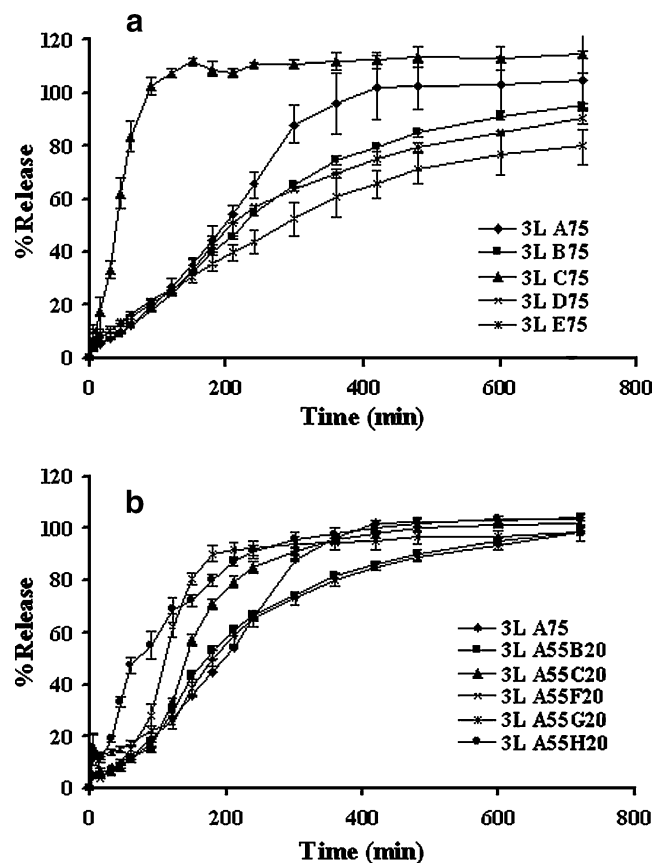 a
120
100
80
60
40
20
0
%Release
3L A75
3L B75
3L C75
3L D75
3L E75
0 200 400 600 800
Time (min)
b
120
100
80
60
40
20
0
%Release
3L A75
3L A55B20
3L A55C20
3L A55F20
3L A55G20
3L A55H20
0 200 400 600 800
Time (min)